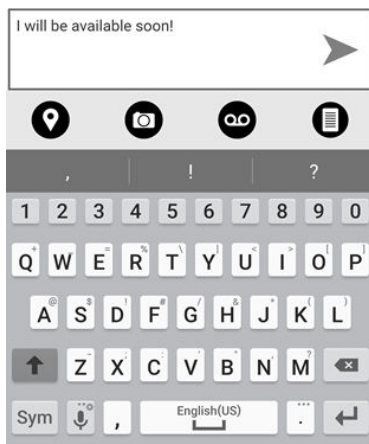 I will be available soon!
, ! ?
1 2 3 4 5 6 7 8 9 0
+ × ÷ % \ | < > [ ]
Q W E R T Y U I O P
@ $ ! # / & * ( )
A S D F G H J K L
- ' " : ; , ?
Z X C V B N M
Sym , English(US) .